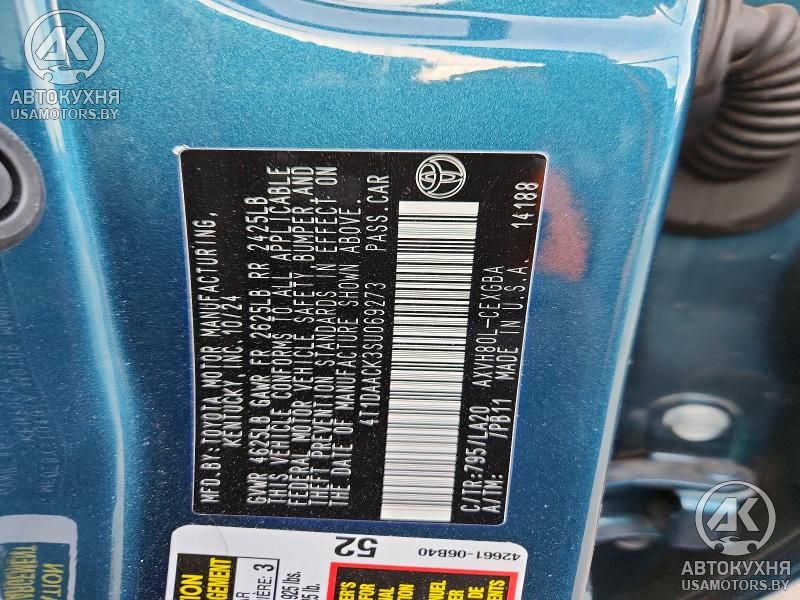 АВТОКУХНЯ
USAMOTORS.BY
MFD. BY: TOYOTA MOTOR MANUFACTURING,
KENTUCKY INC. 10/24
GVWR 4625LB GAWR FR 2625LB RR 2425LB
THIS VEHICLE CONFORMS TO ALL APPLICABLE
FEDERAL MOTOR VEHICLE SAFETY, BUMPER AND
THEFT PREVENTION STANDARDS IN EFFECT ON
THE DATE OF MANUFACTURE SHOWN ABOVE.
4T1DAACK3SU069273 PASS.CAR
C/TR:795/LA20 AXVH80L-CEXGBA
A/TM: /PB11 MADE IN U.S.A. 14188
52
42661-06B40
АВТОКУХНЯ
USAMOTORS.BY